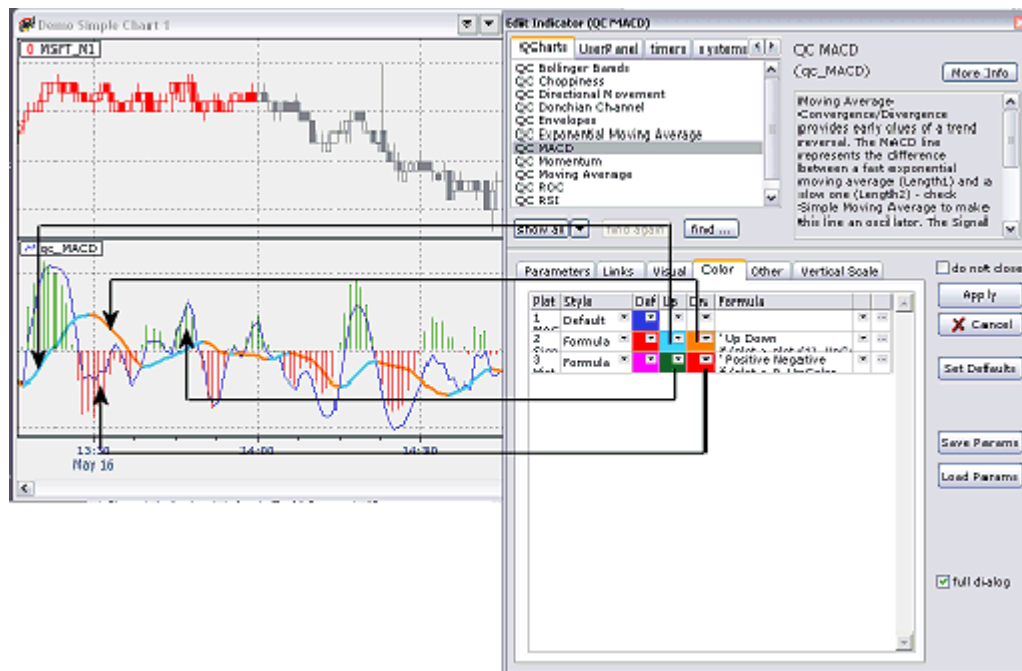 Demo Simple Chart 1
0 MSFT_M1
qc_MACD
13:30
14:00
14:30
May 16
Edit Indicator (QC MACD)
QCharts
UserPanel
timers
systems
QC Bollinger Bands
QC Choppiness
QC Directional Movement
QC Donchian Channel
QC Envelopes
QC Exponential Moving Average
QC MACD
QC Momentum
QC Moving Average
QC ROC
QC RSI
show all
find again
find ...
QC MACD
(qc_MACD)
More Info
Moving Average
Convergence/Divergence
provides early clues of a trend
reversal. The MACD line
represents the difference
between a fast exponential
moving average (Length1) and a
slow one (Length2) - check
Simple Moving Average to make
this line an oscillator. The Signal
Parameters
Links
Visual
Color
Other
Vertical Scale
Plot Style Def Up Formula
1 Default
2 Formula 'Up Down
3 Formula 'Positive Negative
do not close
Apply
Cancel
Set Defaults
Save Params
Load Params
full dialog